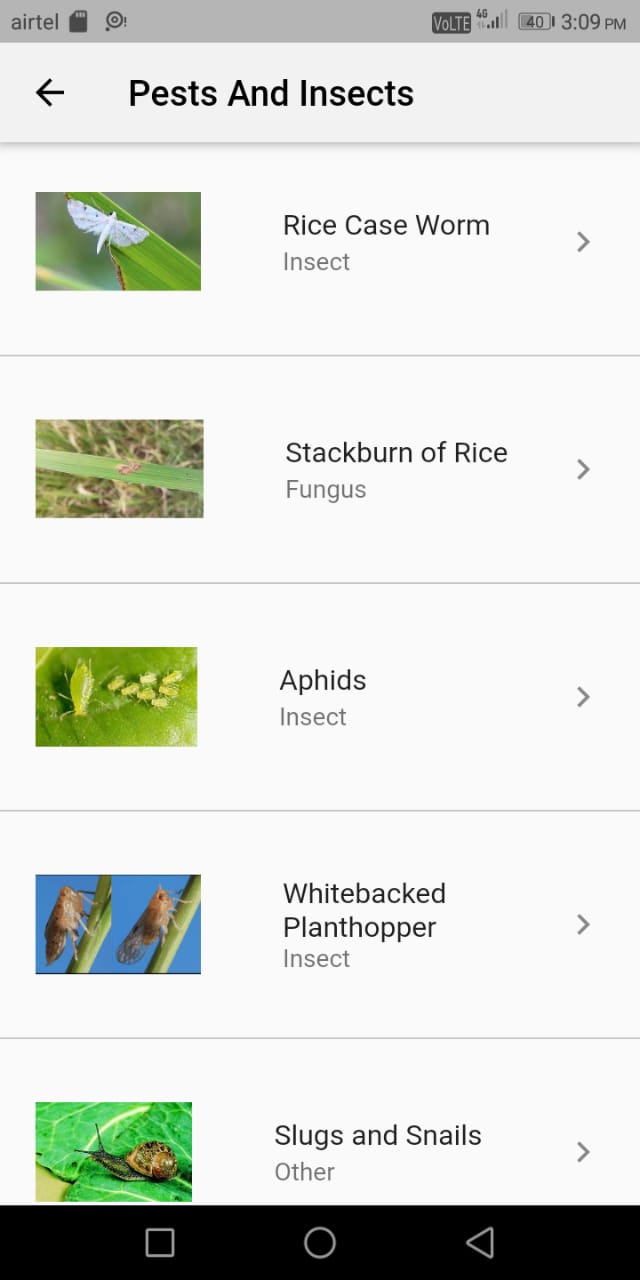 airtel
VoLTE 4G 40 3:09 PM
Pests And Insects
Rice Case Worm
Insect
Stackburn of Rice
Fungus
Aphids
Insect
Whitebacked
Planthopper
Insect
Slugs and Snails
Other